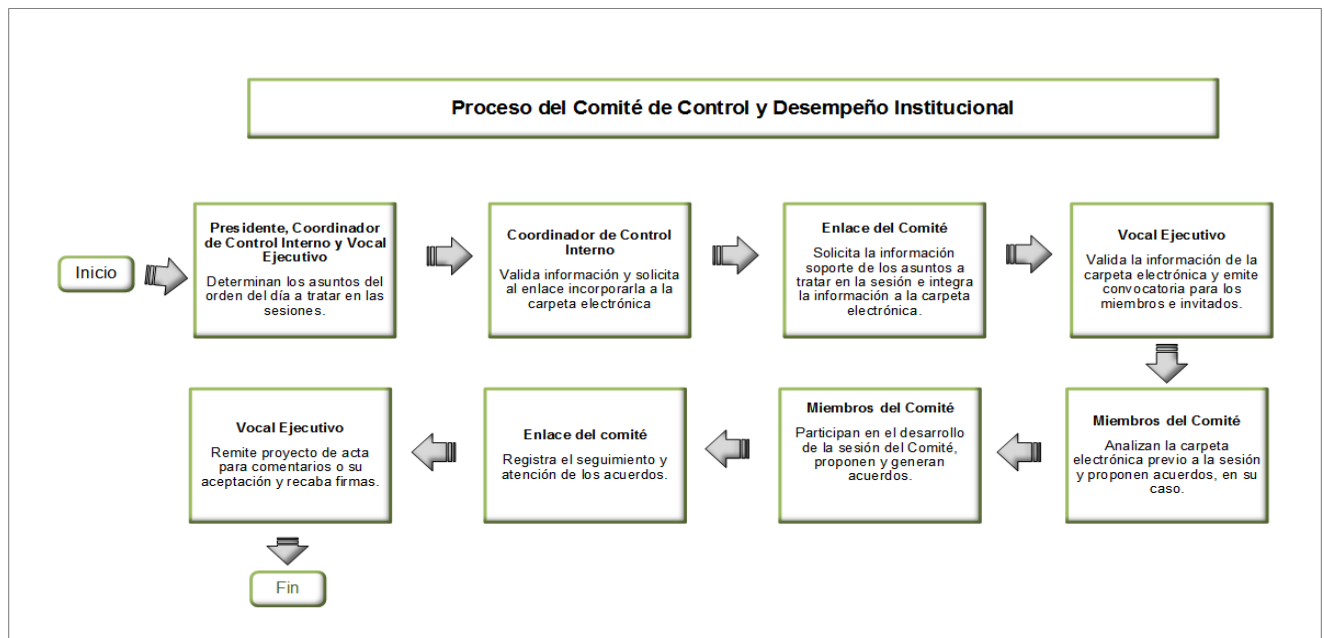 Proceso del Comité de Control y Desempeño Institucional
Inicio
Presidente, Coordinador
de Control Interno y Vocal
Ejecutivo
Determinan los asuntos del
orden del día a tratar en las
sesiones.
Coordinador de Control
Interno
Valida información y solicita
al enlace incorporarla a la
carpeta electrónica
Enlace del Comité
Solicita la información
soporte de los asuntos a
tratar en la sesión e integra
la información a la carpeta
electrónica.
Vocal Ejecutivo
Valida la información de la
carpeta electrónica y emite
convocatoria para los
miembros e invitados.
Miembros del Comité
Analizan la carpeta
electrónica previo a la sesión
y proponen acuerdos, en su
caso.
Miembros del Comité
Participan en el desarrollo
de la sesión del Comité,
proponen y generan
acuerdos.
Enlace del comité
Registra el seguimiento y
atención de los acuerdos.
Vocal Ejecutivo
Remite proyecto de acta
para comentarios o su
aceptación y recaba firmas.
Fin